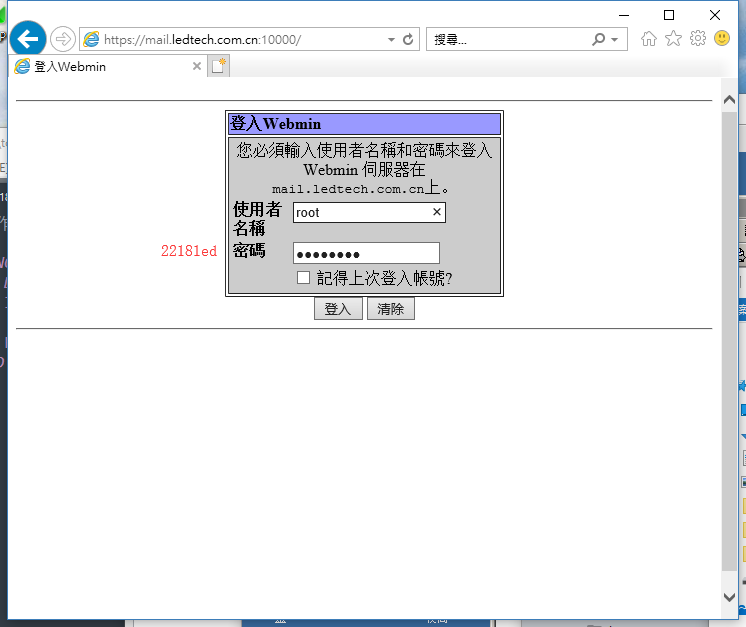 https://mail.ledtech.com.cn:10000/
搜尋...
登入Webmin
登入Webmin
您必須輸入使用者名稱和密碼來登入
Webmin 伺服器在
mail.ledtech.com.cn上。
使用者
名稱
root
22181ed
密碼
●●●●●●●●
記得上次登入帳號?
登入
清除